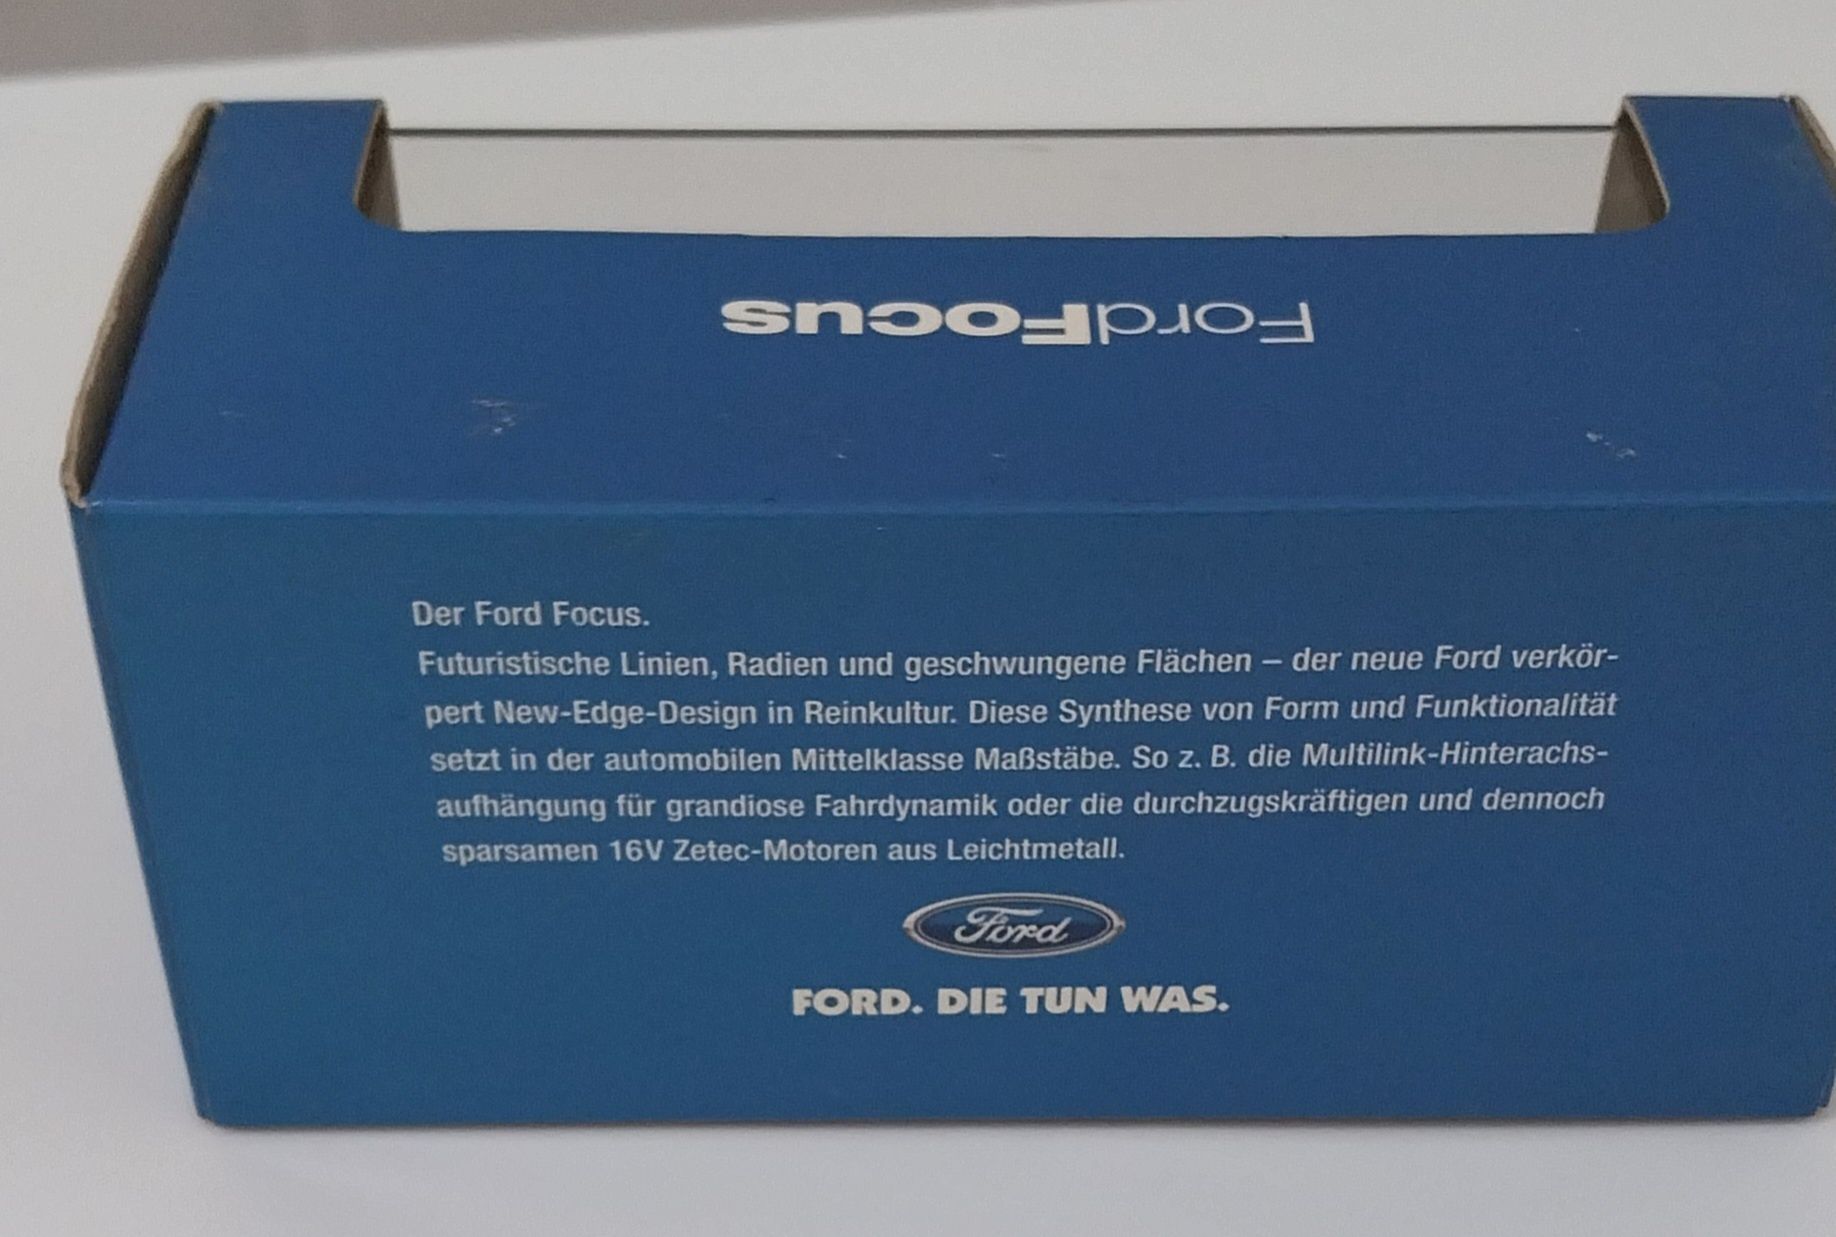 FordFocus
Der Ford Focus.
Futuristische Linien, Radien und geschwungene Flächen – der neue Ford verkör-
pert New-Edge-Design in Reinkultur. Diese Synthese von Form und Funktionalität
setzt in der automobilen Mittelklasse Maßstäbe. So z. B. die Multilink-Hinterachs-
aufhängung für grandiose Fahrdynamik oder die durchzugskräftigen und dennoch
sparsamen 16V Zetec-Motoren aus Leichtmetall.
Ford
FORD. DIE TUN WAS.